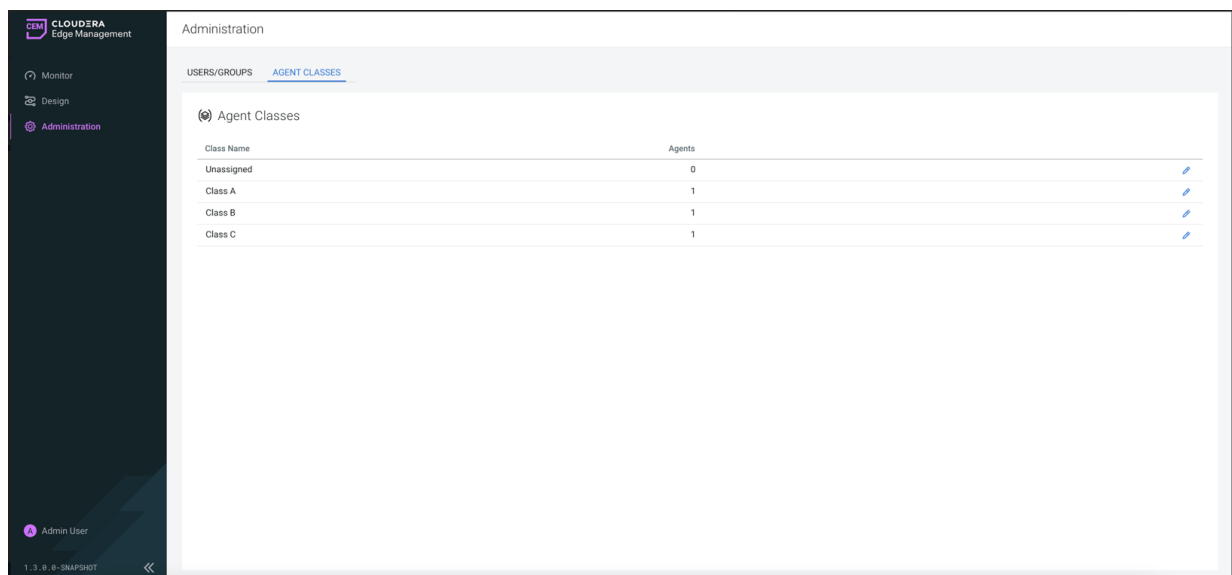 CEM CLOUDERA
Edge Management
Administration
Monitor
Design
Administration
USERS/GROUPS AGENT CLASSES
Agent Classes
Class Name Agents
Unassigned 0
Class A 1
Class B 1
Class C 1
A Admin User
1.3.0.0-SNAPSHOT